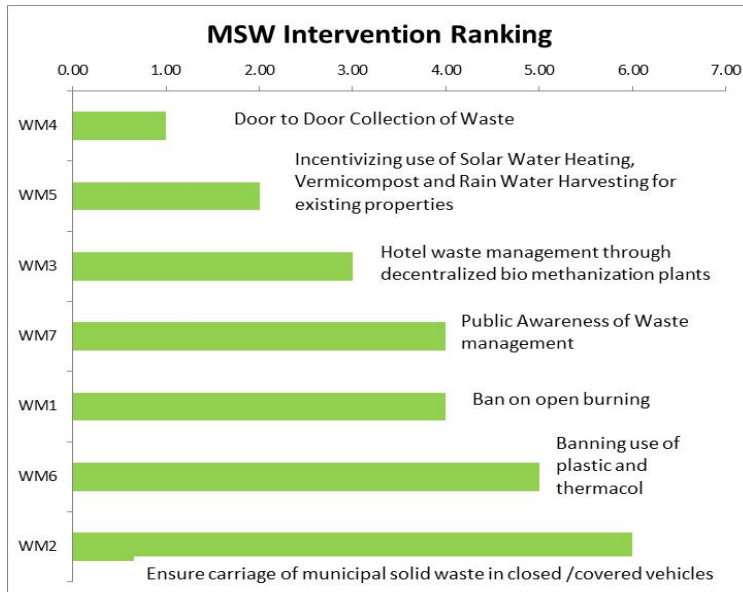 MSW Intervention Ranking
0.00 1.00 2.00 3.00 4.00 5.00 6.00 7.00
WM4 Door to Door Collection of Waste
Incentivizing use of Solar Water Heating,
WM5 Vermicompost and Rain Water Harvesting for
existing properties
Hotel waste management through
WM3 decentralized bio methanization plants
WM7 Public Awareness of Waste
management
WM1 Ban on open burning
Banning use of
WM6 plastic and
thermacol
WM2
Ensure carriage of municipal solid waste in closed /covered vehicles